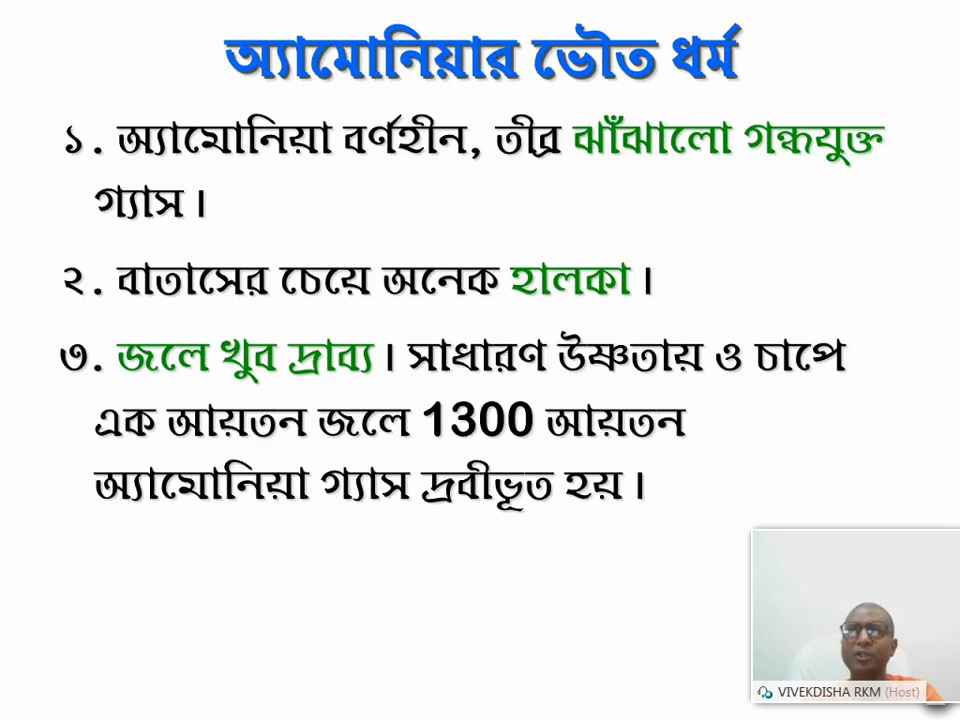 অ্যামোনিয়ার ভৌত ধর্ম
১. অ্যামোনিয়া বর্ণহীন, তীব্র ঝাঁঝালো গন্ধযুক্ত
গ্যাস।
২. বাতাসের চেয়ে অনেক হালকা।
৩. জলে খুব দ্রাব্য। সাধারণ উষ্ণতায় ও চাপে
এক আয়তন জলে 1300 আয়তন
অ্যামোনিয়া গ্যাস দ্রবীভূত হয়।
VIVEKDISHA RKM (Host)